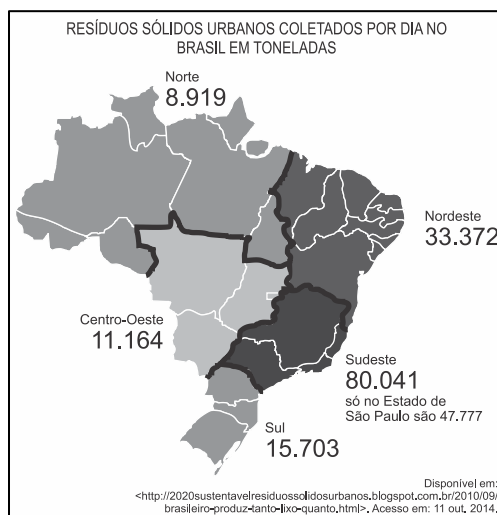 RESÍDUOS SÓLIDOS URBANOS COLETADOS POR DIA NO
BRASIL EM TONELADAS
Norte
8.919
Nordeste
33.372
Centro-Oeste
11.164
Sudeste
80.041
só no Estado de
São Paulo são 47.777
Sul
15.703
Disponível em:
<http://2020sustentavelresiduossolidosurbanos.blogspot.com.br/2010/09/
brasileiro-produz-tanto-lixo-quanto.html>. Acesso em: 11 out, 2014.